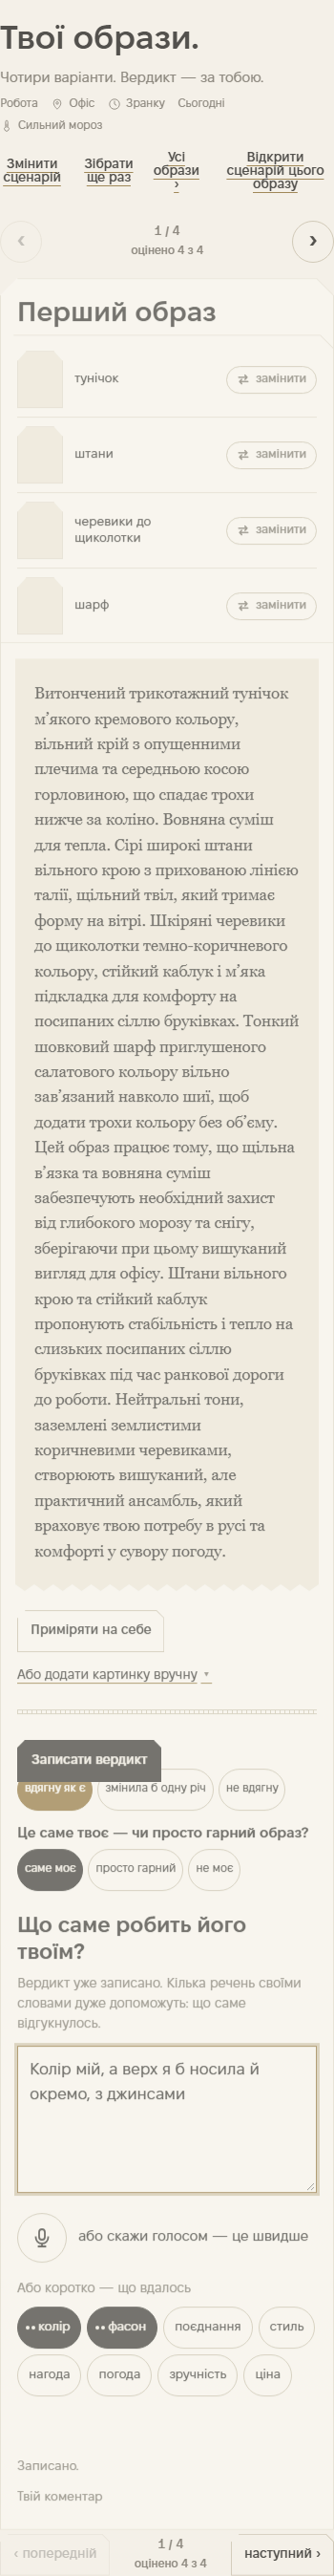 Твої образи.
Чотири варіанти. Вердикт — за тобою.
Робота Офіс Зранку Сьогодні
Сильний мороз
Змінити сценарій
Зібрати ще раз
Усі образи ›
Відкрити сценарій цього образу
‹
1 / 4
оцінено 4 з 4
›
Перший образ
тунічок
замінити
штани
замінити
черевики до
щиколотки
замінити
шарф
замінити
Витончений трикотажний тунічок
м’якого кремового кольору,
вільний крій з опущенними
плечима та середньою косою
горловиною, що спадає трохи
нижче за коліно. Вовняна суміш
для тепла. Сірі широкі штани
вільного крою з прихованою лінією
талії, щільний твіл, який тримає
форму на вітрі. Шкіряні черевики
до щиколотки темно-коричневого
кольору, стійкий каблук і м’яка
підкладка для комфорту на
посипаних сіллю бруківках. Тонкий
шовковий шарф приглушеного
салатового кольору вільно
зав’язаний навколо шиї, щоб
додати трохи кольору без об’єму.
Цей образ працює тому, що щільна
в’язка та вовняна суміш
забезпечують необхідний захист
від глибокого морозу та снігу,
зберігаючи при цьому вишуканий
вигляд для офісу. Штани вільного
крою та стійкий каблук
пропонують стабільність і тепло на
слизьких посипаних сіллю
бруківках під час ранкової дороги
до роботи. Нейтральні тони,
заземлені землистими
коричневими черевиками,
створюють вишуканий, але
практичний ансамбль, який
враховує твою потребу в русі та
комфорті у сувору погоду.
Приміряти на себе
Або додати картинку вручну
Записати вердикт
вдягну як є змінила б одну річ не вдягну
Це саме твоє — чи просто гарний образ?
саме моє просто гарний не моє
Що саме робить його
твоїм?
Вердикт уже записано. Кілька речень своїми
словами дуже допоможуть: що саме
відгукнулось.
Колір мій, а верх я б носила й
окремо, з джинсами
або скажи голосом — це швидше
Або коротко — що вдалось
колір фасон поєднання стиль
нагода погода зручність ціна
Записано.
Твій коментар
‹ попередній
1 / 4
оцінено 4 з 4
наступний ›